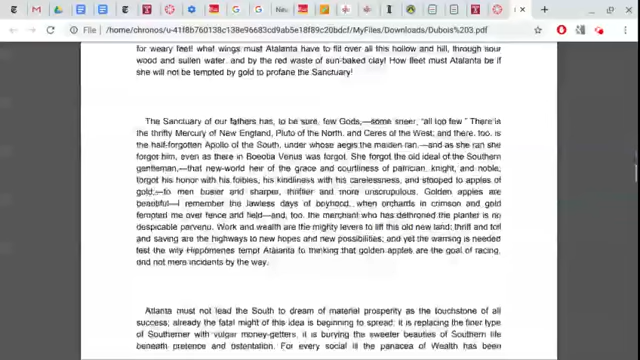 New
File
/home/chronos/u-41f8b760138c138e96683cd9ab5e18f89c20bdcf/MyFiles/Downloads/Dubois%203.pdf
for weary feet! what wings must Atalanta have to flit over all this hollow and hill, through sour
wood and sullen water, and by the red waste of sun-baked clay! How fleet must Atalanta be if
she will not be tempted by gold to profane the Sanctuary!
The Sanctuary of our fathers has, to be sure, few Gods,—some sneer, "all too few." There is
the thrifty Mercury of New England, Pluto of the North, and Ceres of the West; and there, too, is
the half-forgotten Apollo of the South, under whose aegis the maiden ran,—and as she ran she
forgot him, even as there in Boeotia Venus was forgot. She forgot the old ideal of the Southern
gentleman,—that new-world heir of the grace and courtliness of patrician, knight, and noble;
forgot his honor with his foibles, his kindliness with his carelessness, and stooped to apples of
gold,—to men busier and sharper, thriftier and more unscrupulous. Golden apples are
beautiful—I remember the lawless days of boyhood, when orchards in crimson and gold
tempted me over fence and field—and, too, the merchant who has dethroned the planter is no
despicable parvenu. Work and wealth are the mighty levers to lift this old new land; thrift and toil
and saving are the highways to new hopes and new possibilities; and yet the warning is needed
lest the wily Hippomenes tempt Atalanta to thinking that golden apples are the goal of racing,
and not mere incidents by the way.
Atlanta must not lead the South to dream of material prosperity as the touchstone of all
success; already the fatal might of this idea is beginning to spread; it is replacing the finer type
of Southerner with vulgar money-getters; it is burying the sweeter beauties of Southern life
beneath pretence and ostentation. For every social ill the panacea of Wealth has been